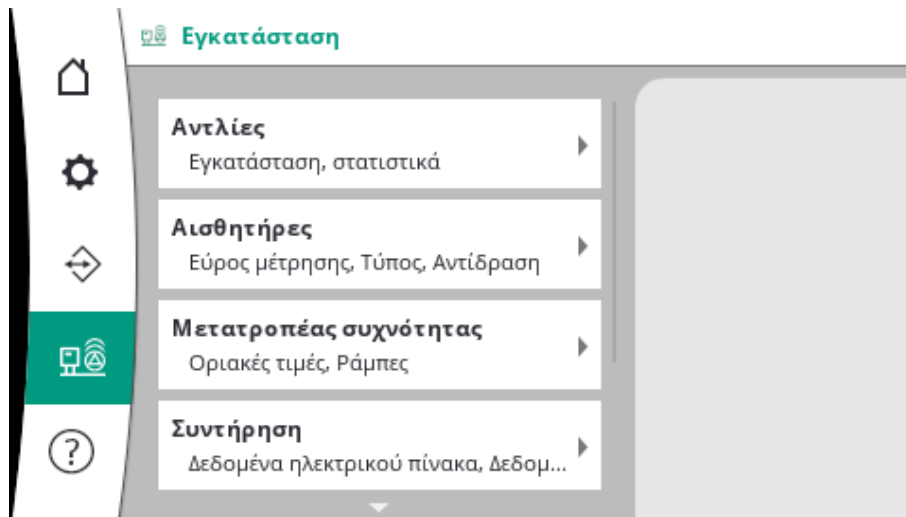 Εγκατάσταση
Αντλίες
Εγκατάσταση, στατιστικά
Αισθητήρες
Εύρος μέτρησης, Τύπος, Αντίδραση
Μετατροπέας συχνότητας
Οριακές τιμές, Ράμπες
Συντήρηση
Δεδομένα ηλεκτρικού πίνακα, Δεδομ...
?